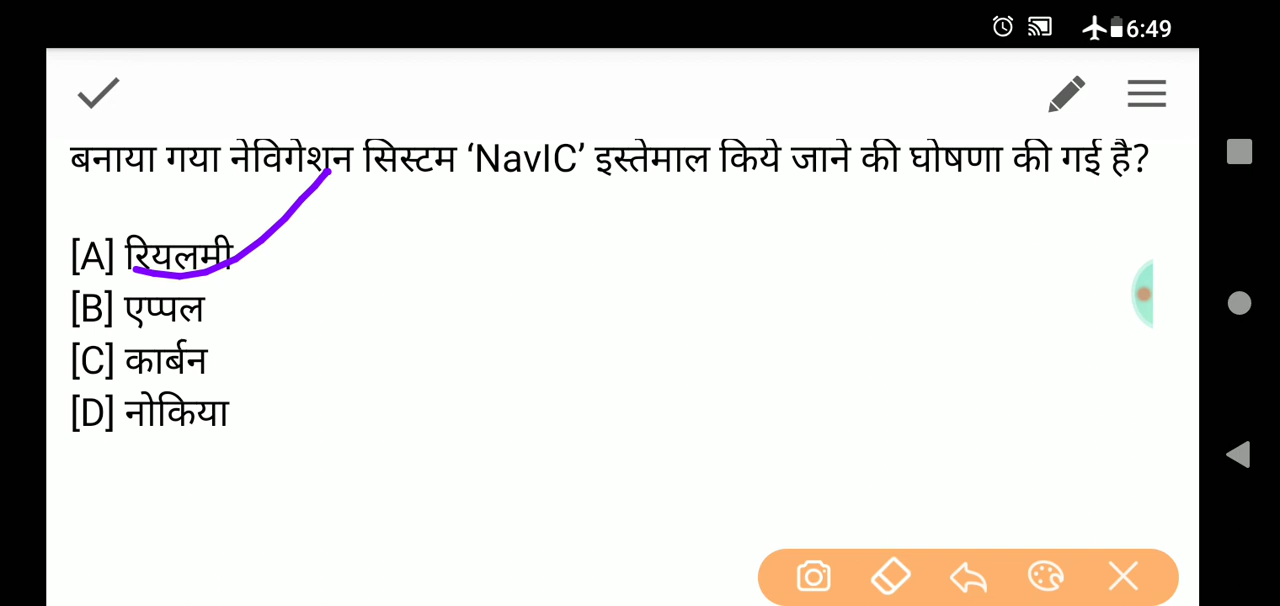 6:49
बनाया गया नेविगेशन सिस्टम ‘NavIC’ इस्तेमाल किये जाने की घोषणा की गई है?
[A] रियलमी
[B] एप्पल
[C] कार्बन
[D] नोकिया